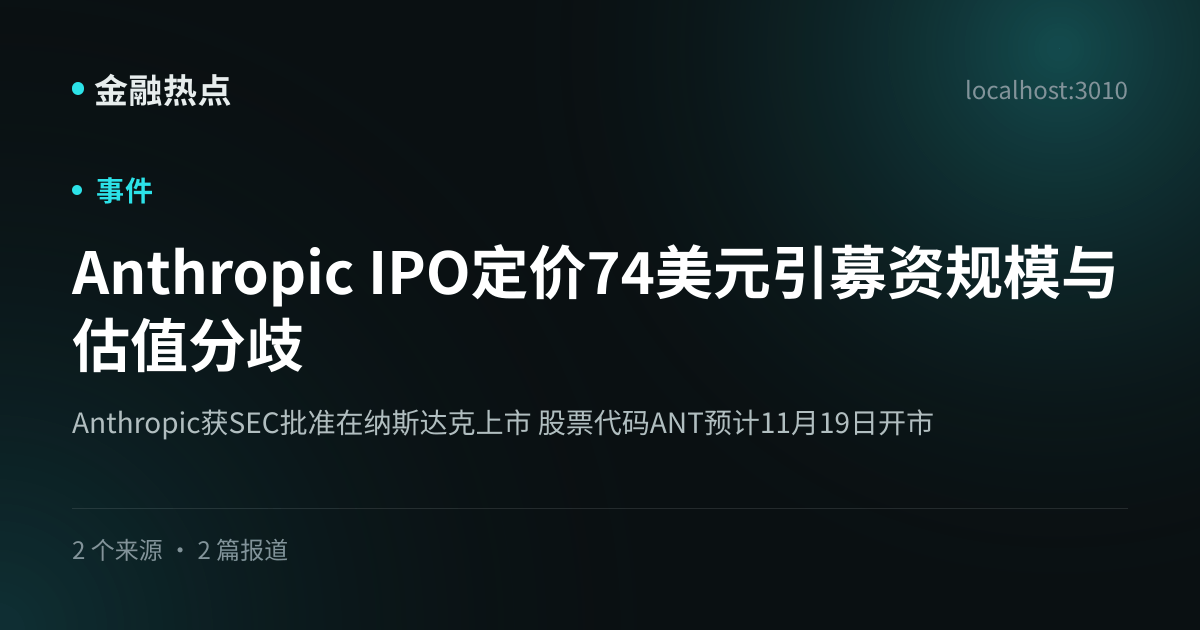 金融热点
localhost:3010
事件
Anthropic IPO定价74美元引募资规模与
估值分歧
Anthropic获SEC批准在纳斯达克上市 股票代码ANT预计11月19日开市
2 个来源 · 2 篇报道